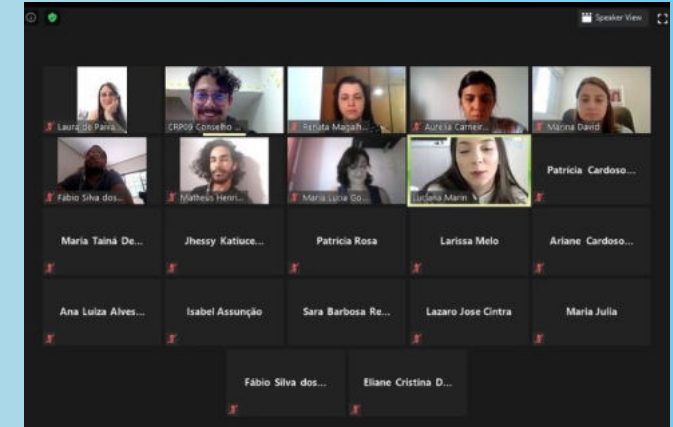 Speaker View
Laura de Paiva...
CRP09 Conselho ...
Renata Magalh...
Aurelia Carneir...
Marina David
Fabio Silva dos...
Matheus Henri...
Maria Lucia Go...
Luciana Marin
Patricia Cardoso...
Maria Tainá De...
Jhessy Katiuce...
Patricia Rosa
Larissa Melo
Ariane Cardoso...
Ana Luiza Alves...
Isabel Assunção
Sara Barbosa Re...
Lazaro Jose Cintra
Maria Julia
Fábio Silva dos...
Eliane Cristina D...